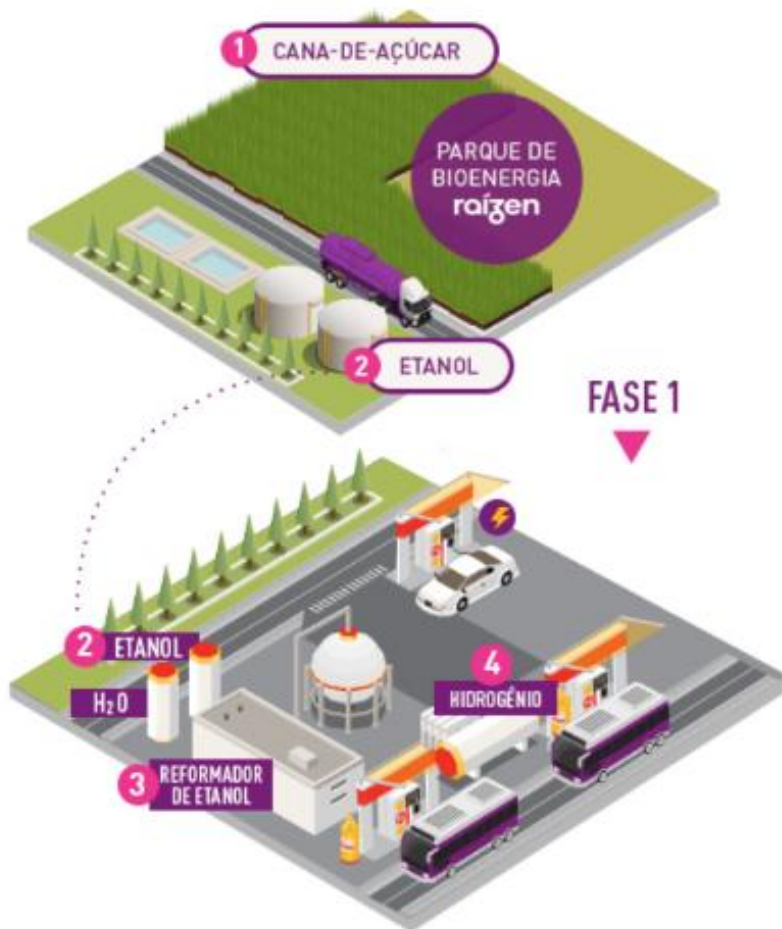 1 CANA-DE-AÇÚCAR
PARQUE DE
BIOENERGIA
raízen
2 ETANOL
FASE 1
2 ETANOL
H₂O
4
HIDROGÊNIO
3 REFORMADOR
DE ETANOL